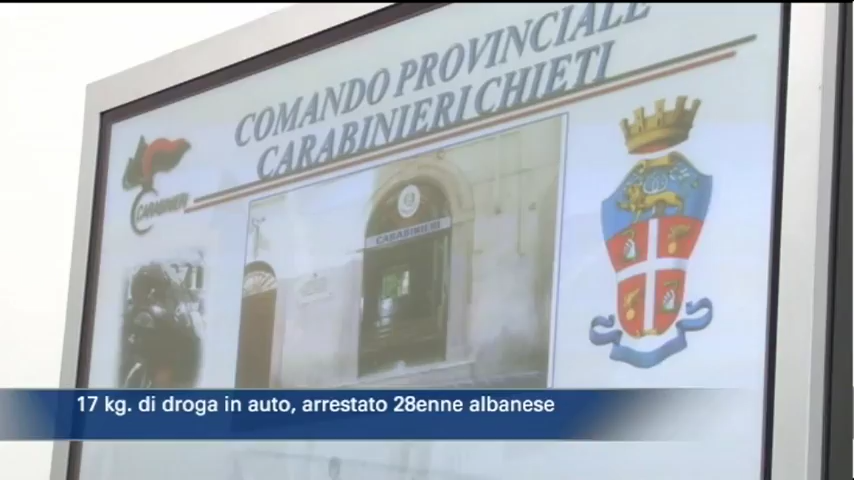 COMANDO PROVINCIALE
CARABINIERI CHIETI
CARABINIERI
CARABINIERI
17 kg. di droga in auto, arrestato 28enne albanese